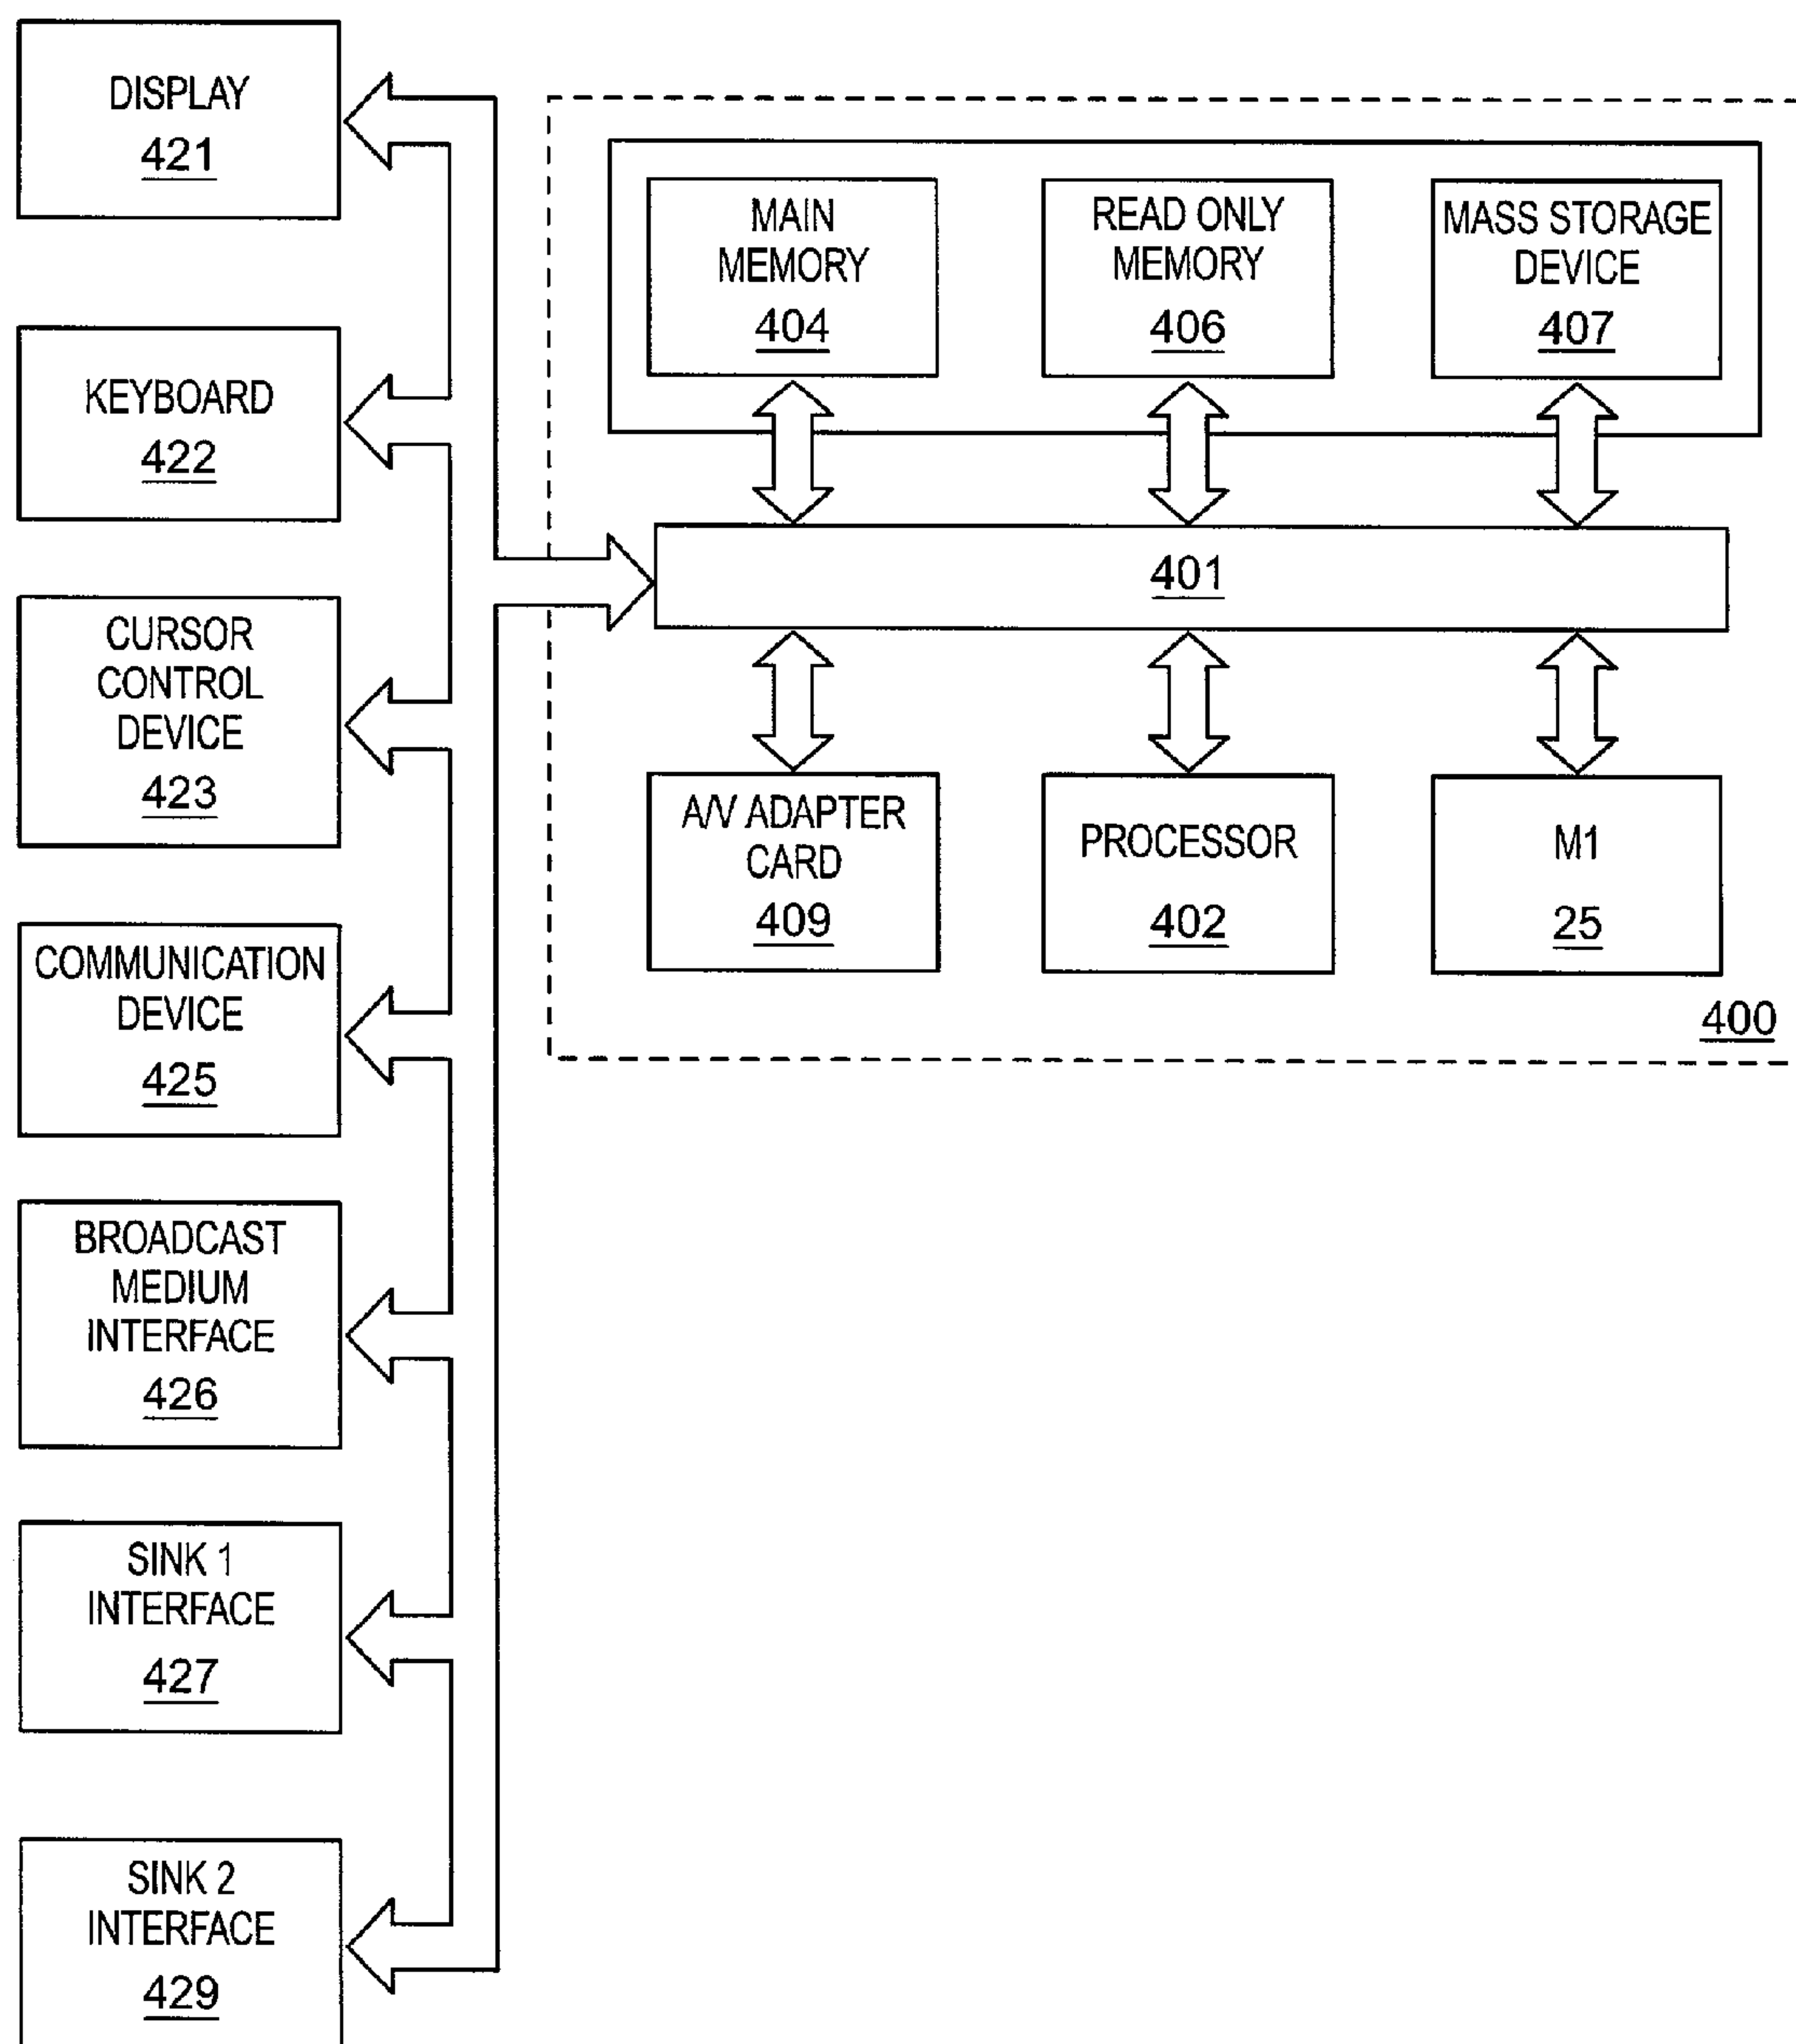 DISPLAY
421
KEYBOARD
422
CURSOR
CONTROL
DEVICE
423
COMMUNICATION
DEVICE
425
BROADCAST
MEDIUM
INTERFACE
426
SINK 1
INTERFACE
427
SINK 2
INTERFACE
429
MAIN
MEMORY
404
READ ONLY
MEMORY
406
MASS STORAGE
DEVICE
407
401
A/V ADAPTER
CARD
409
PROCESSOR
402
M1
25
400